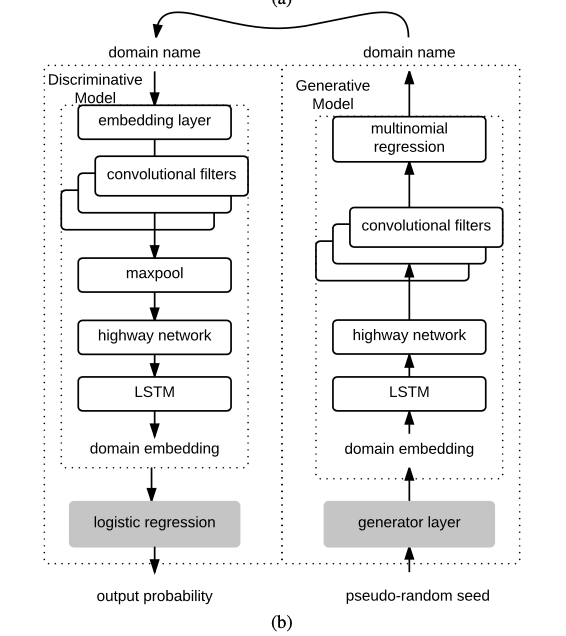 (a)
domain name
domain name
Discriminative
Model
embedding layer
convolutional filters
maxpool
highway network
LSTM
domain embedding
logistic regression
output probability
Generative
Model
multinomial
regression
convolutional filters
highway network
LSTM
domain embedding
generator layer
pseudo-random seed
(b)